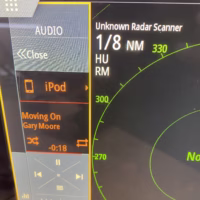 AUDIO
<<Close
iPod
Moving On
Gary Moore
-0:18
Unknown Radar Scanner
1/8 NM
HU
RM
330
300
270
No